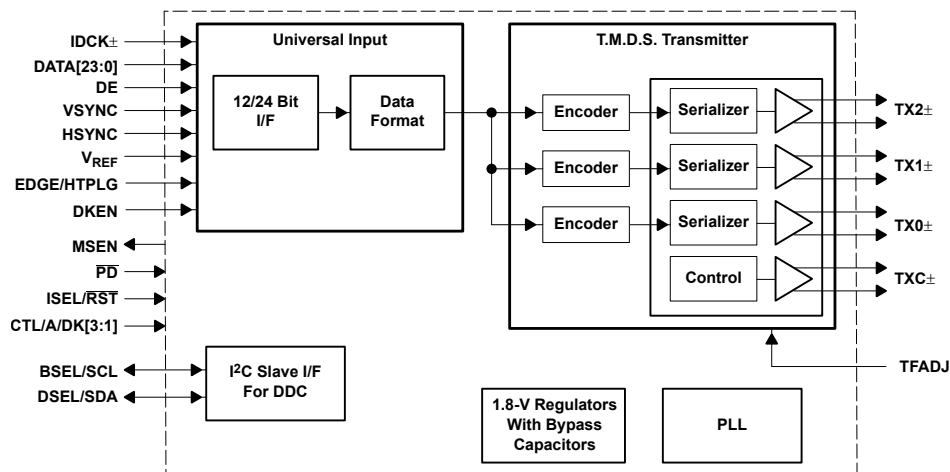 Universal Input
T.M.D.S. Transmitter
IDCK±
DATA[23:0]
DE
VSYNC
HSYNC
VREF
EDGE/HTPLG
DKEN
MSEN
PD
ISEL/RST
CTL/A/DK[3:1]
BSEL/SCL
DSEL/SDA
12/24 Bit
I/F
Data
Format
Encoder
Serializer
Encoder
Serializer
Encoder
Serializer
Control
TX2±
TX1±
TX0±
TXC±
TFADJ
I2C Slave I/F
For DDC
1.8-V Regulators
With Bypass
Capacitors
PLL